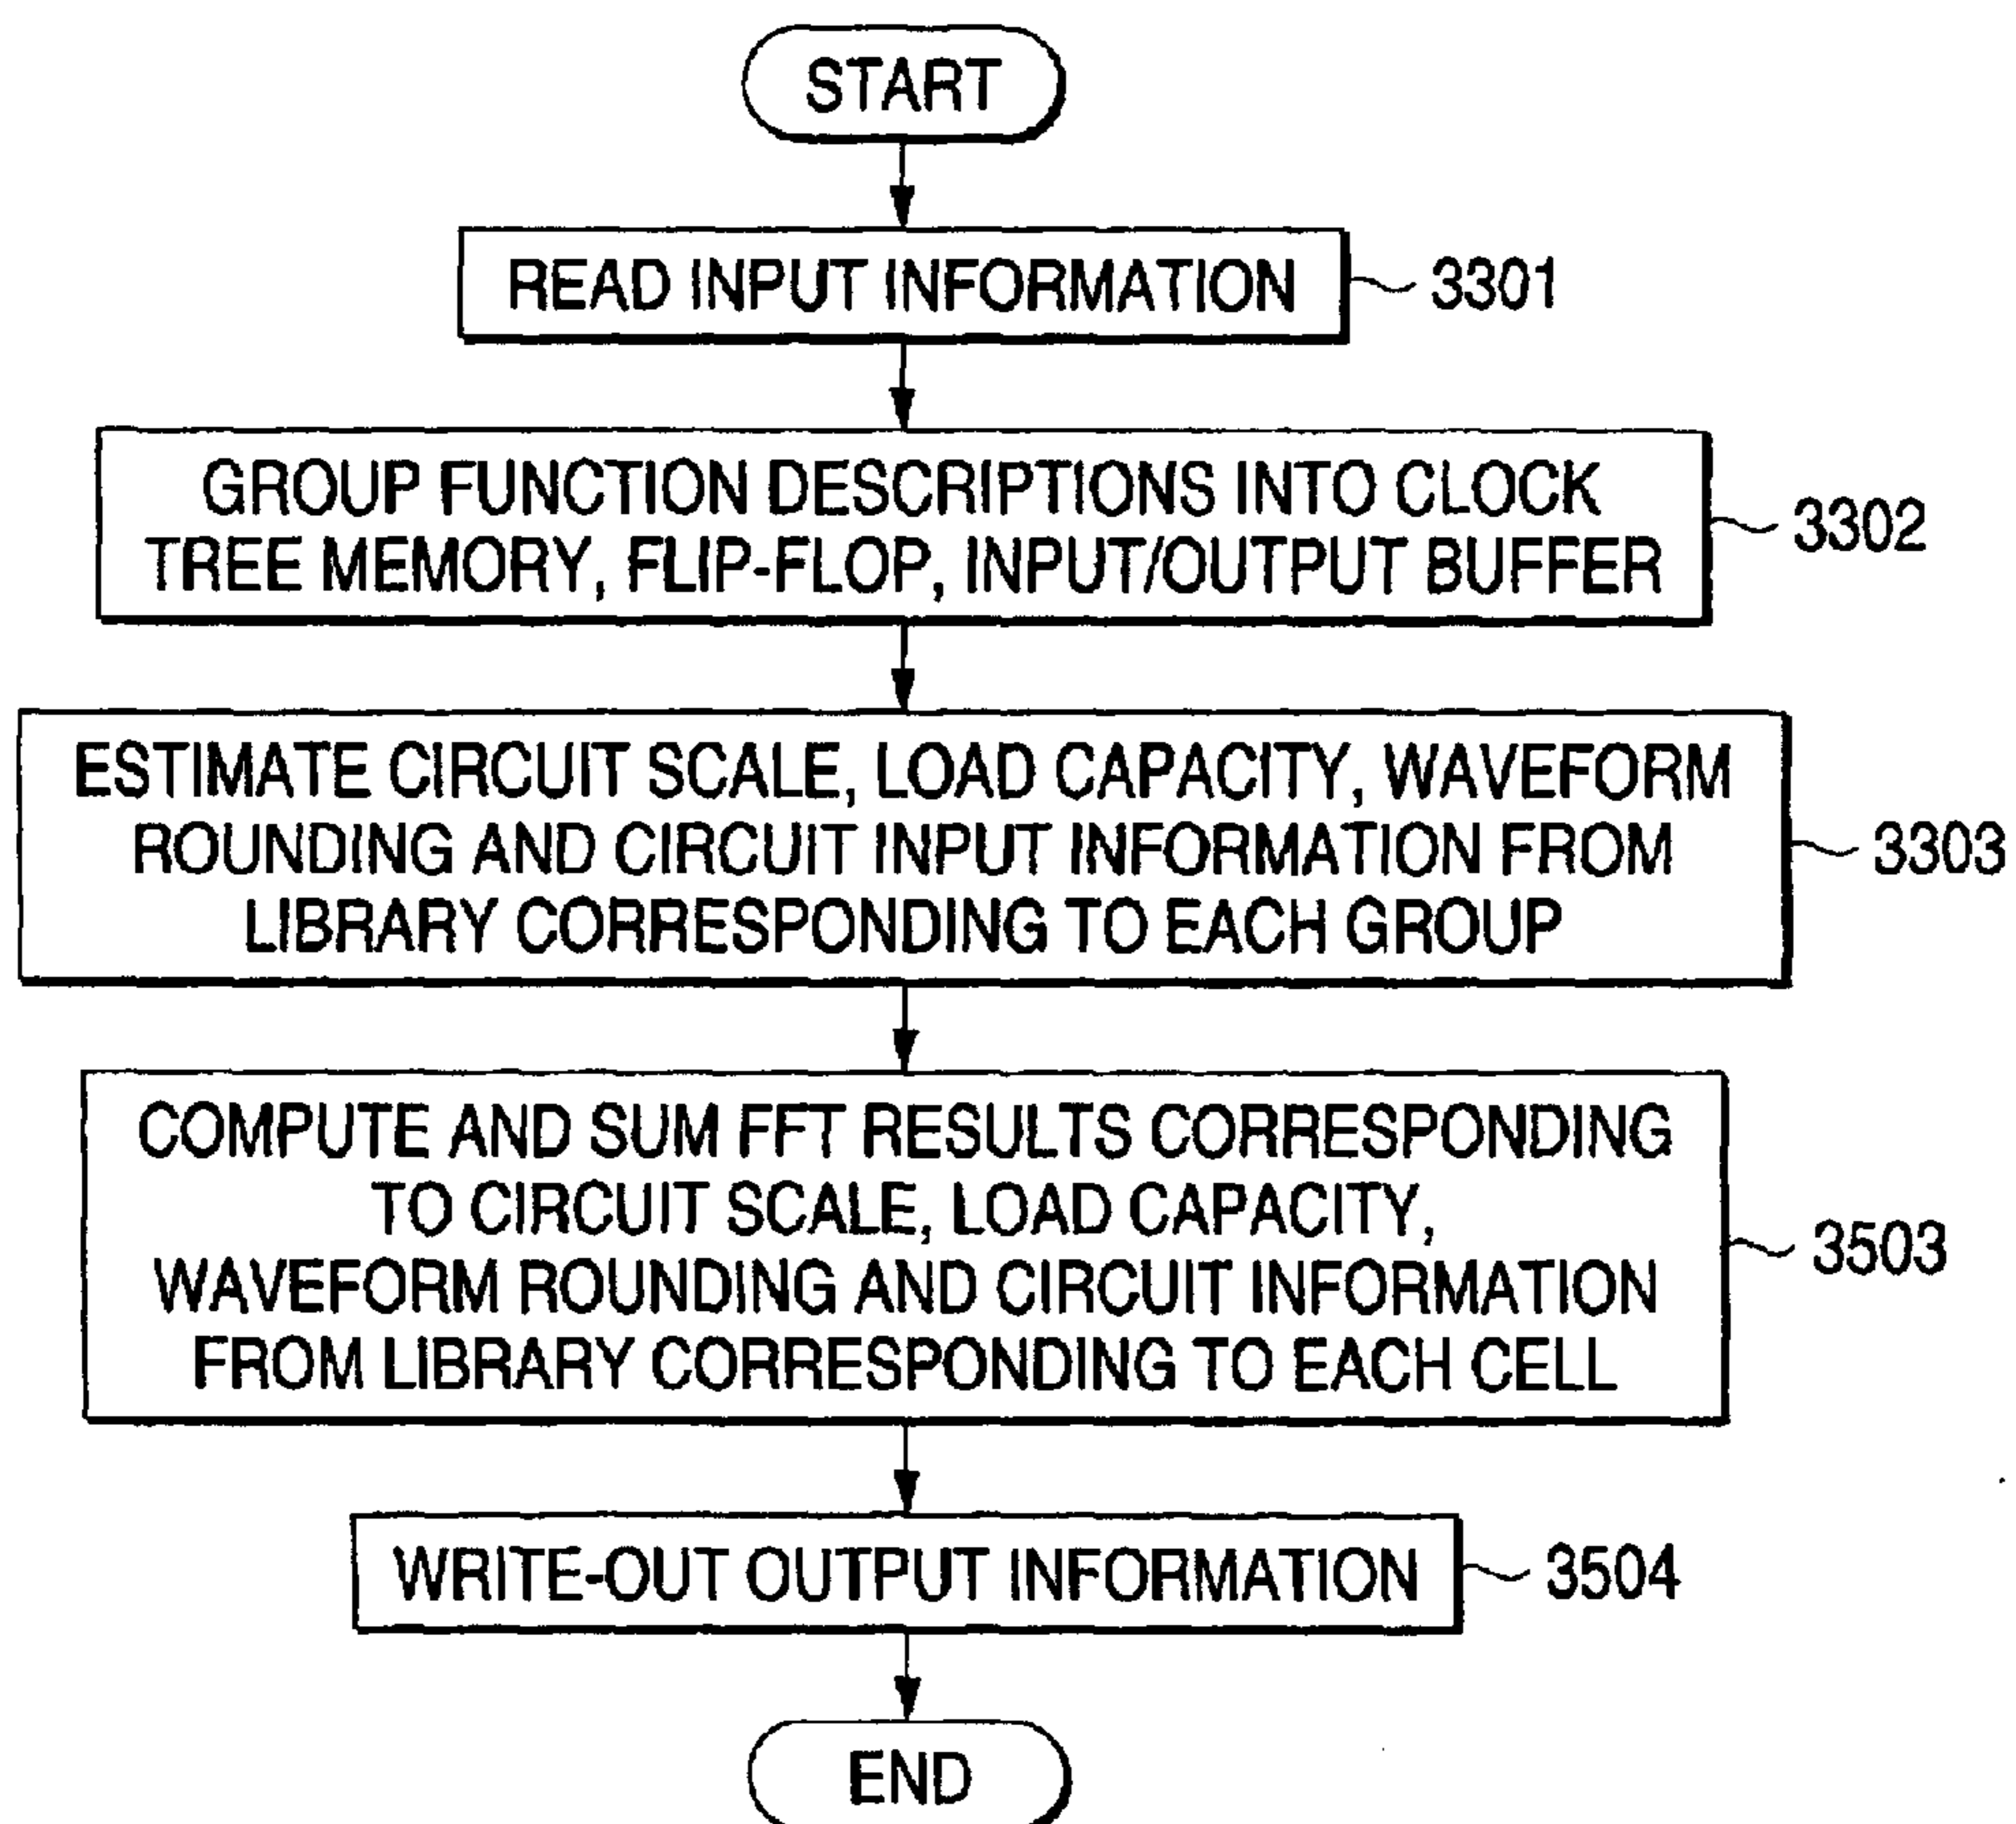 START
READ INPUT INFORMATION
3301
GROUP FUNCTION DESCRIPTIONS INTO CLOCK
TREE MEMORY, FLIP-FLOP, INPUT/OUTPUT BUFFER
3302
ESTIMATE CIRCUIT SCALE, LOAD CAPACITY, WAVEFORM
ROUNDING AND CIRCUIT INPUT INFORMATION FROM
LIBRARY CORRESPONDING TO EACH GROUP
3303
COMPUTE AND SUM FFT RESULTS CORRESPONDING
TO CIRCUIT SCALE, LOAD CAPACITY,
WAVEFORM ROUNDING AND CIRCUIT INFORMATION
FROM LIBRARY CORRESPONDING TO EACH CELL
3503
WRITE-OUT OUTPUT INFORMATION
3504
END